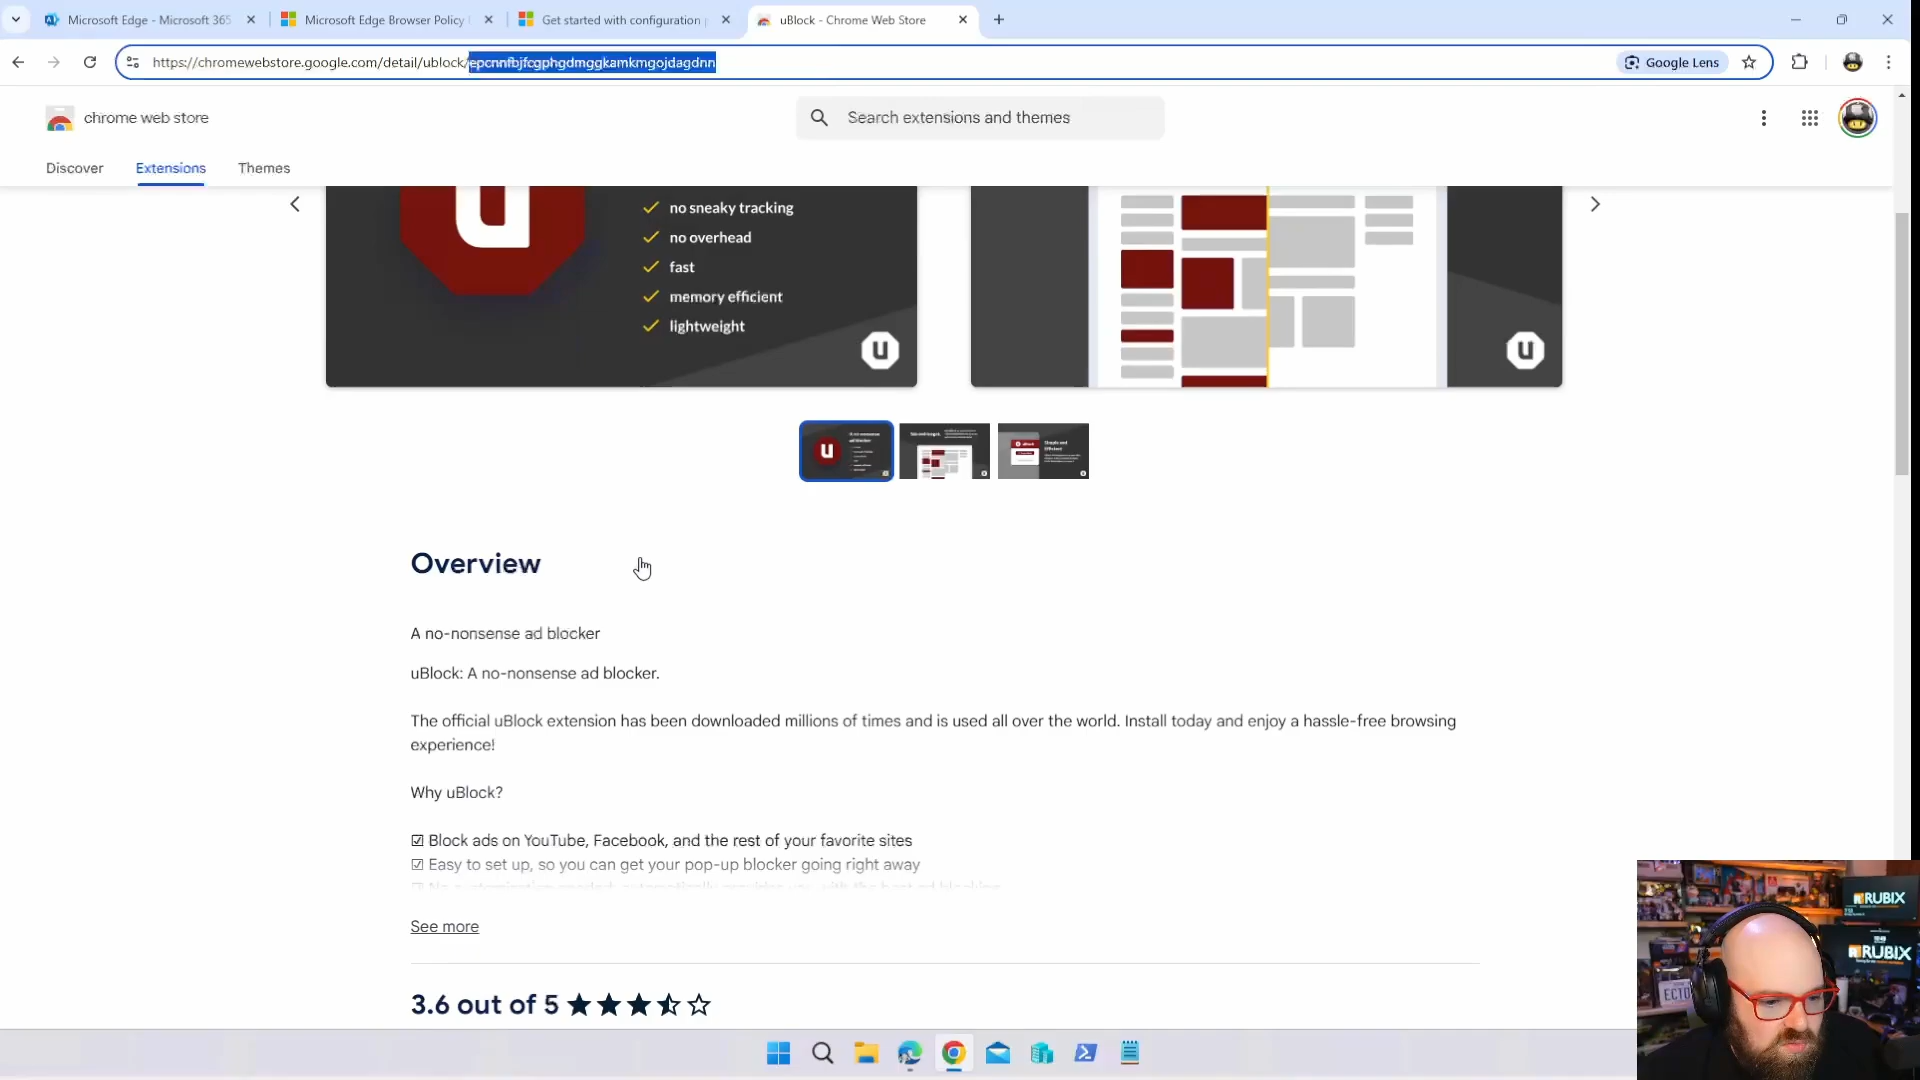 Microsoft Edge - Microsoft 365
Microsoft Edge Browser Policy
Get started with configuration
uBlock - Chrome Web Store
https://chromewebstore.google.com/detail/ublock/epcnnfbjfcgphgdmggkamkmgojdagdnn
Google Lens
chrome web store
Search extensions and themes
Discover
Extensions
Themes
no sneaky tracking
no overhead
fast
memory efficient
lightweight
Overview
A no-nonsense ad blocker
uBlock: A no-nonsense ad blocker.
The official uBlock extension has been downloaded millions of times and is used all over the world. Install today and enjoy a hassle-free browsing
experience!
Why uBlock?
☑ Block ads on YouTube, Facebook, and the rest of your favorite sites
☑ Easy to set up, so you can get your pop-up blocker going right away
See more
3.6 out of 5
RUBIX
RUBIX
ECTO